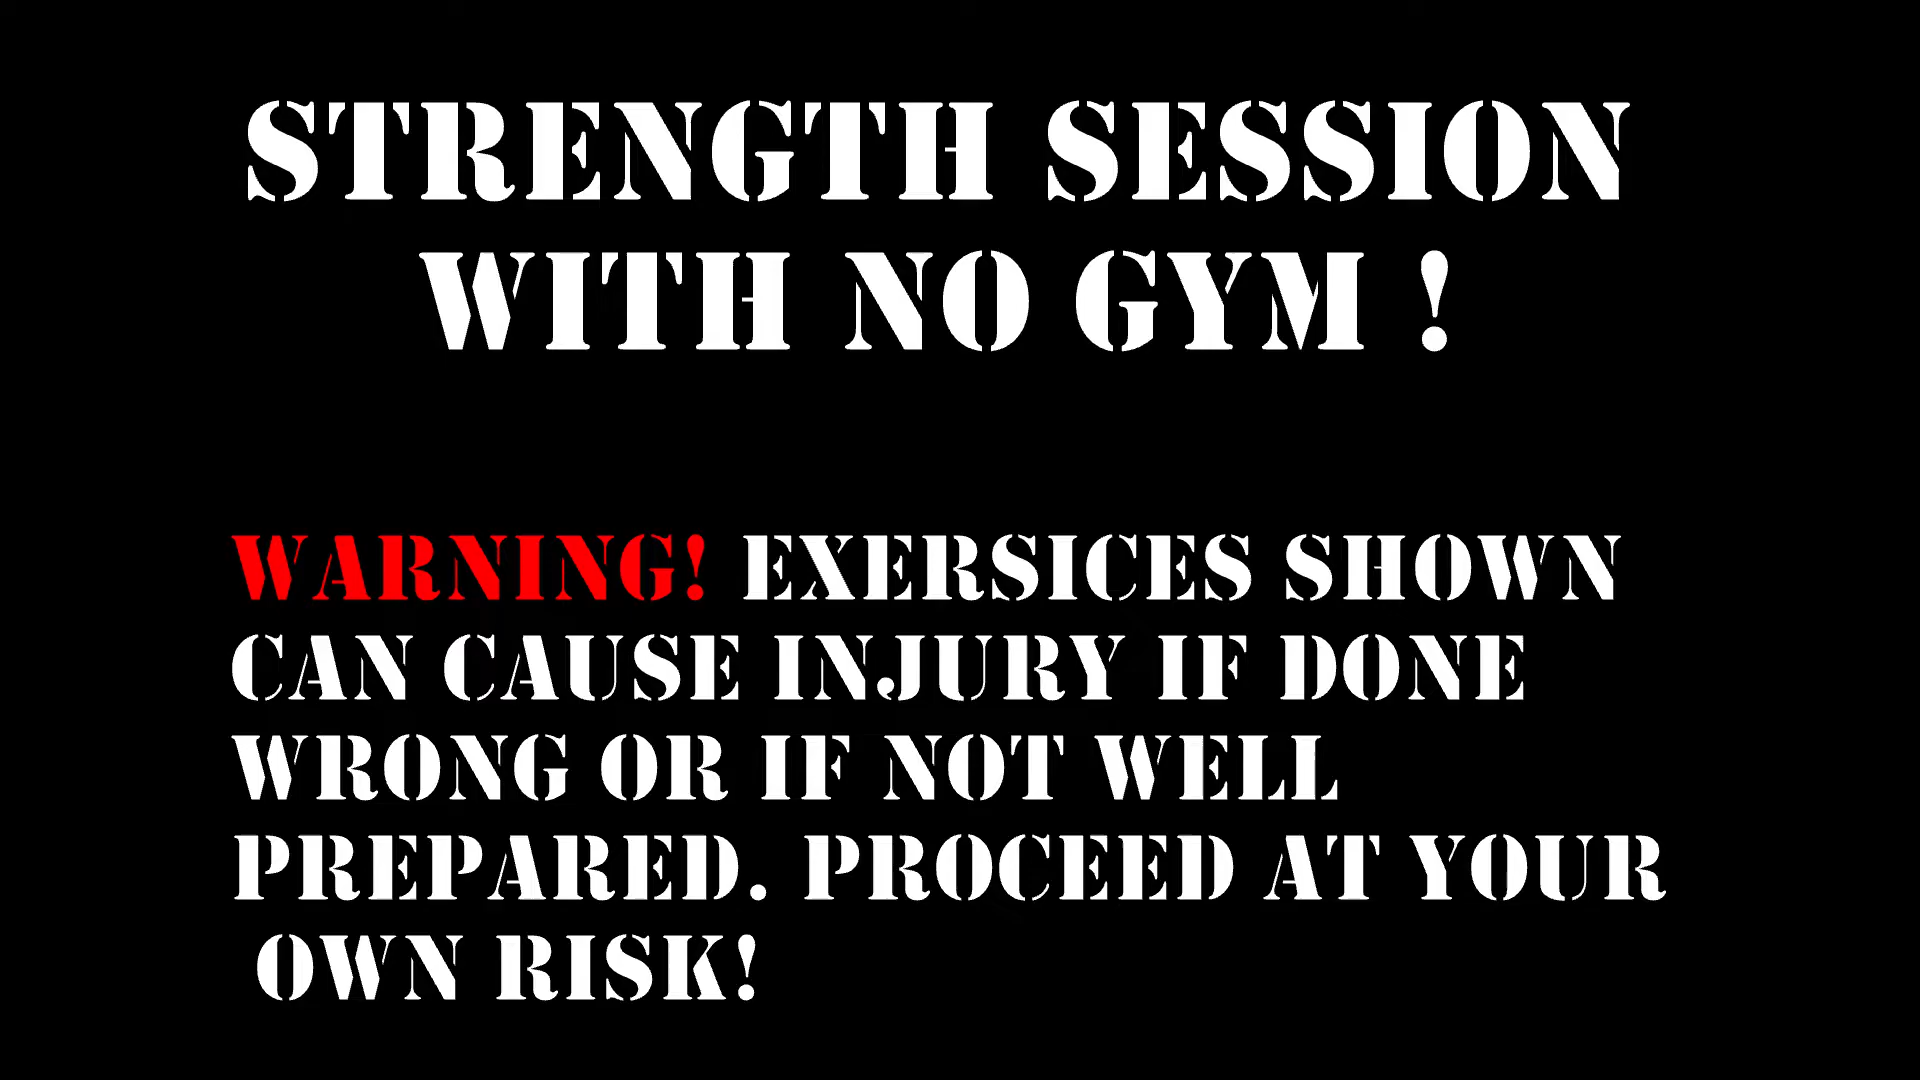 STRENGTH SESSION
WITH NO GYM !
WARNING! EXERSICES SHOWN
CAN CAUSE INJURY IF DONE
WRONG OR IF NOT WELL
PREPARED. PROCEED AT YOUR
OWN RISK!